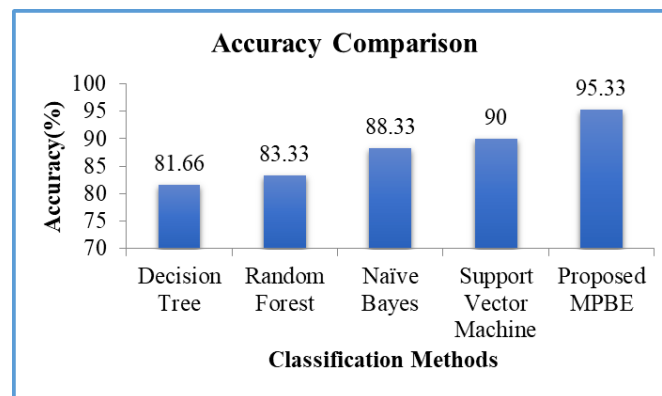 Accuracy Comparison
Accuracy(%)
100
95
90
85
80
75
70
81.66
83.33
88.33
90
95.33
Decision
Tree
Random
Forest
Naïve
Bayes
Support
Vector
Machine
Proposed
MPBE
Classification Methods